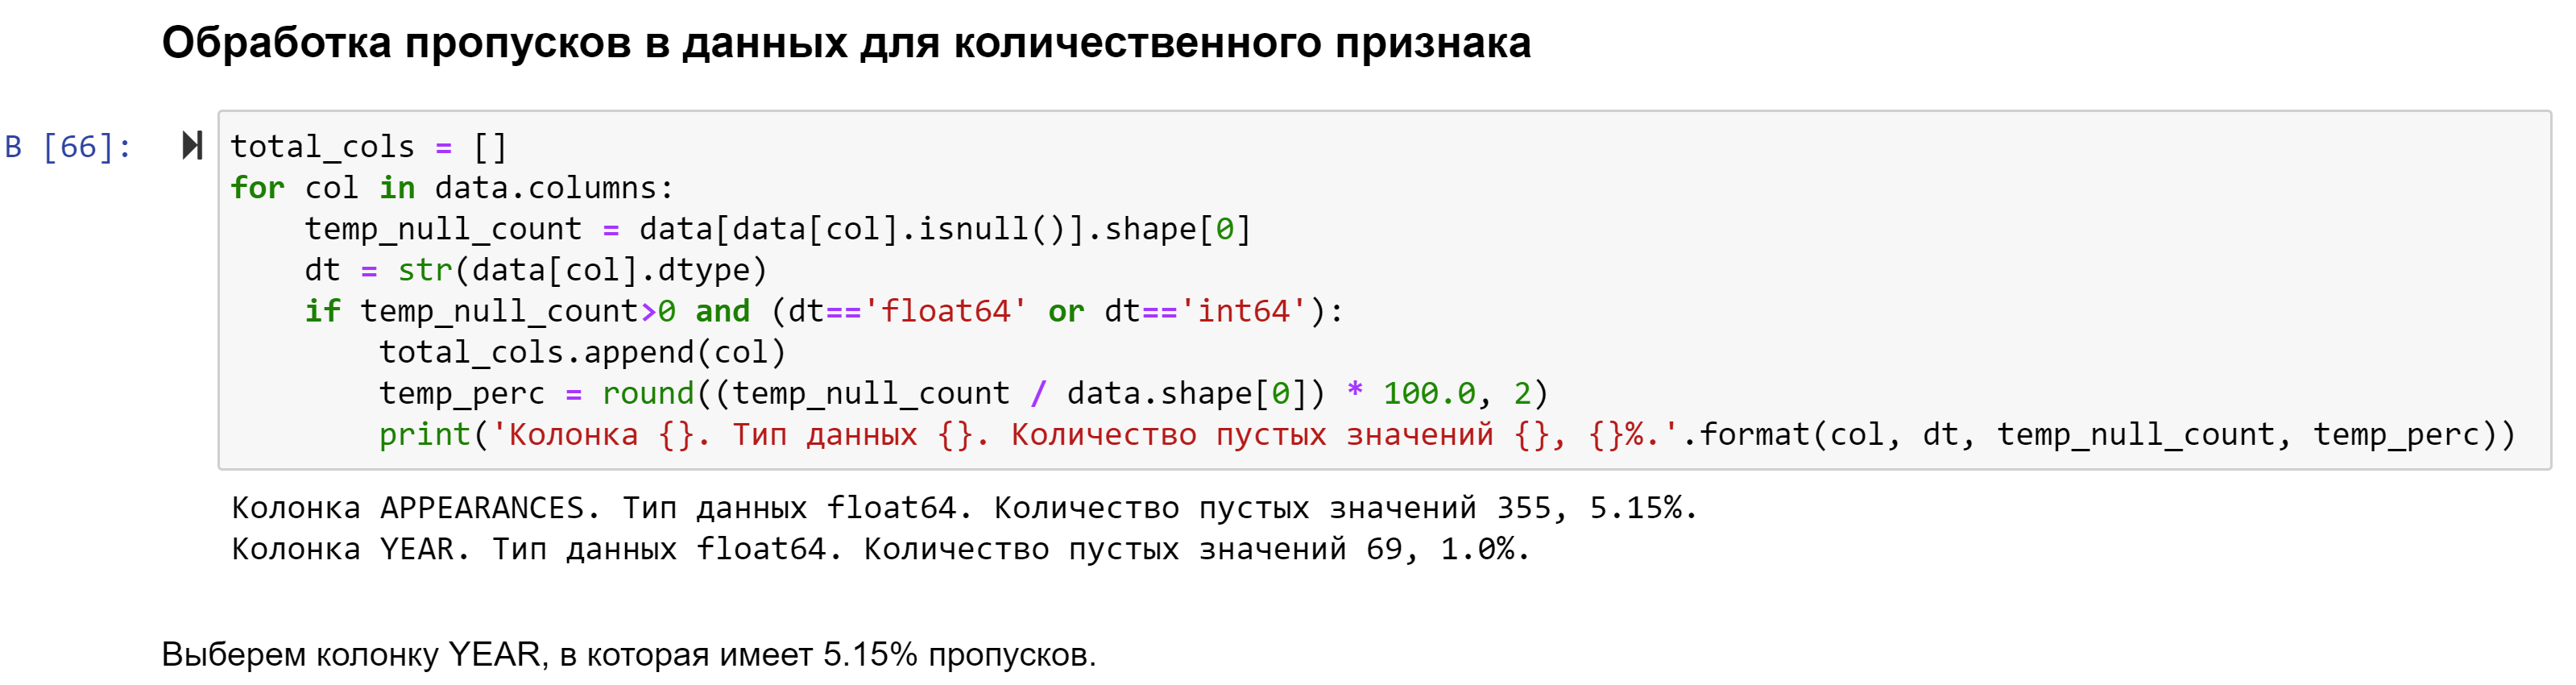 Обработка пропусков в данных для количественного признака
В [66]:
total_cols = []
for col in data.columns:
    temp_null_count = data[data[col].isnull()].shape[0]
    dt = str(data[col].dtype)
    if temp_null_count>0 and (dt=='float64' or dt=='int64'):
        total_cols.append(col)
        temp_perc = round((temp_null_count / data.shape[0]) * 100.0, 2)
        print('Колонка {}. Тип данных {}. Количество пустых значений {}, {}%.'.format(col, dt, temp_null_count, temp_perc))
Колонка APPEARANCES. Тип данных float64. Количество пустых значений 355, 5.15%.
Колонка YEAR. Тип данных float64. Количество пустых значений 69, 1.0%.
Выберем колонку YEAR, в которая имеет 5.15% пропусков.